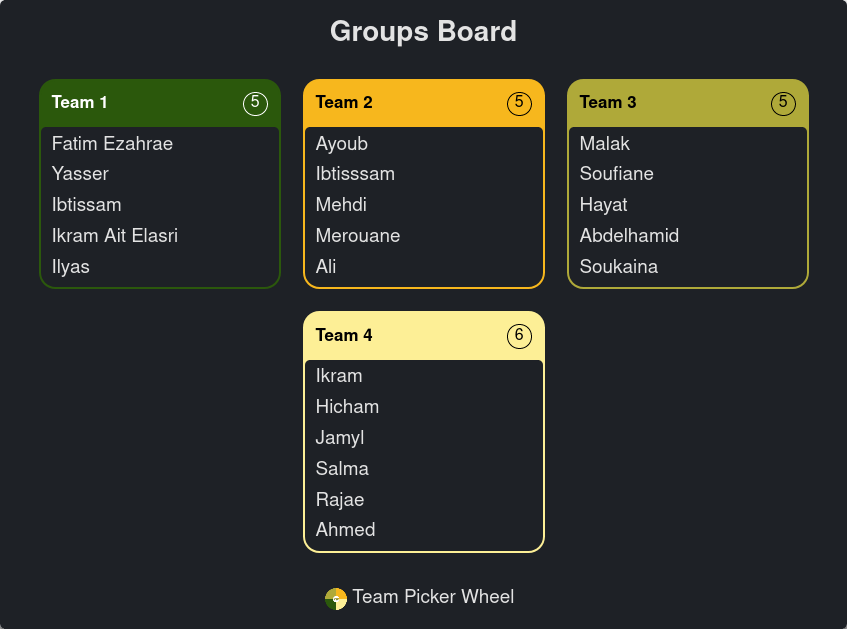 Groups Board
Team 1 5
Fatim Ezahrae
Yasser
Ibtissam
Ikram Ait Elasri
Ilyas
Team 2 5
Ayoub
Ibtisssam
Mehdi
Merouane
Ali
Team 3 5
Malak
Soufiane
Hayat
Abdelhamid
Soukaina
Team 4 6
Ikram
Hicham
Jamyl
Salma
Rajae
Ahmed
Team Picker Wheel